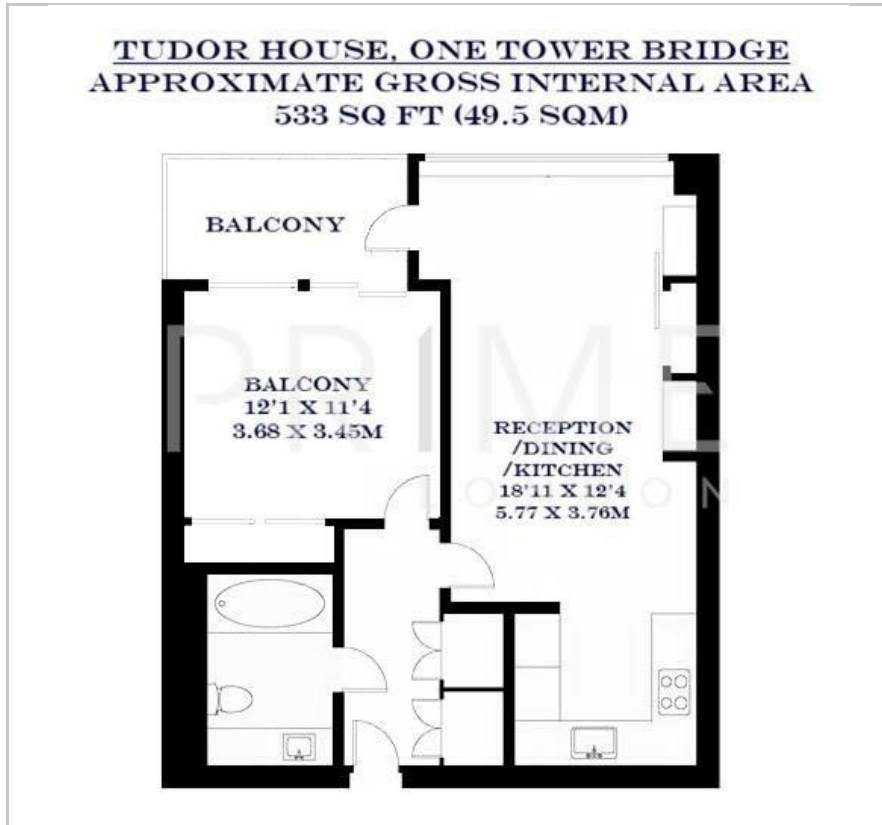 TUDOR HOUSE, ONE TOWER BRIDGE
APPROXIMATE GROSS INTERNAL AREA
533 SQ FT (49.5 SQM)
BALCONY
BALCONY
12'1 X 11'4
3.68 X 3.45M
RECEPTION
/DINING
/KITCHEN
18'11 X 12'4
5.77 X 3.76M
PRIME